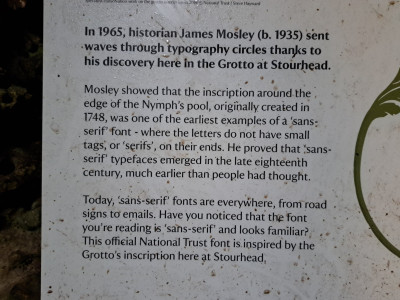 In 1965, historian James Mosley (b. 1935) sent
waves through typography circles thanks to
his discovery here in the Grotto at Stourhead.
Mosley showed that the inscription around the
edge of the Nymph's pool, originally created in
1748, was one of the earliest examples of a 'sans-
serif' font - where the letters do not have small
tags, or 'serifs', on their ends. He proved that 'sans-
serif' typefaces emerged in the late eighteenth
century, much earlier than people had thought.
Today, 'sans-serif' fonts are everywhere, from road
signs to emails. Have you noticed that the font
you're reading is 'sans-serif' and looks familiar?
This official National Trust font is inspired by the
Grotto's inscription here at Stourhead.